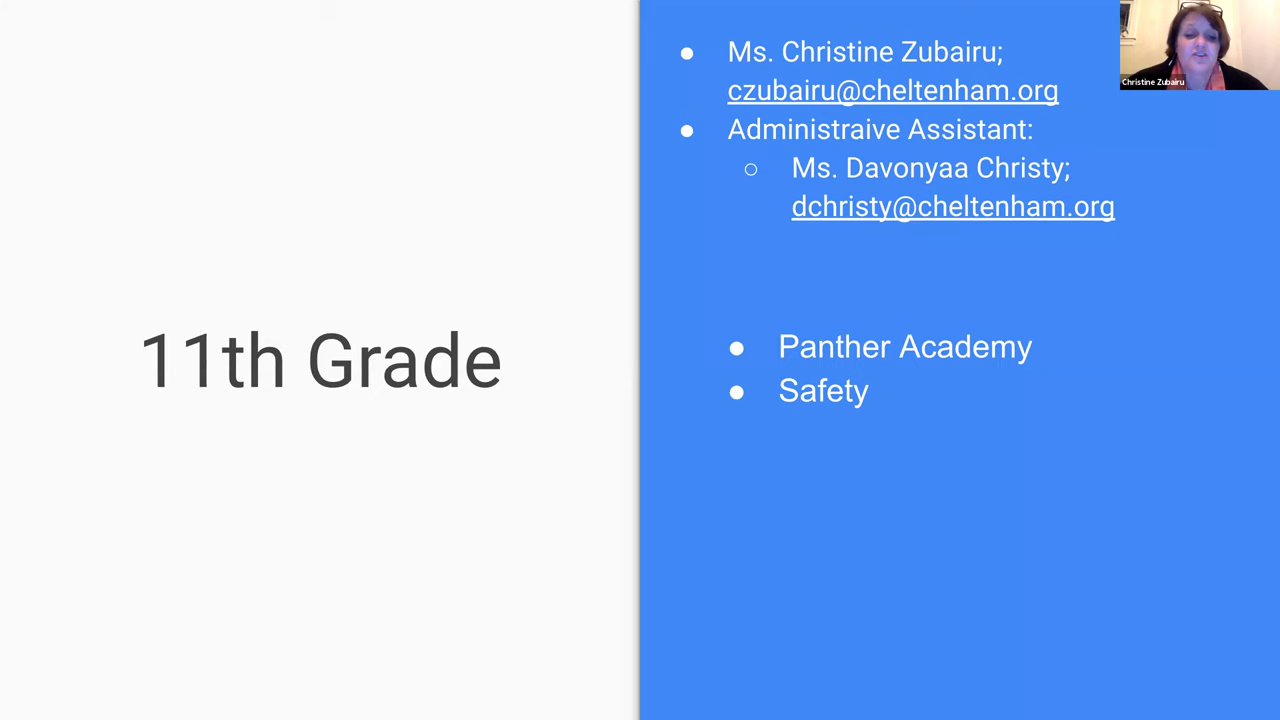 11th Grade
Ms. Christine Zubairu;
czubairu@cheltenham.org
Administraive Assistant:
Ms. Davonyaa Christy;
dchristy@cheltenham.org
Panther Academy
Safety
Christine Zubairu